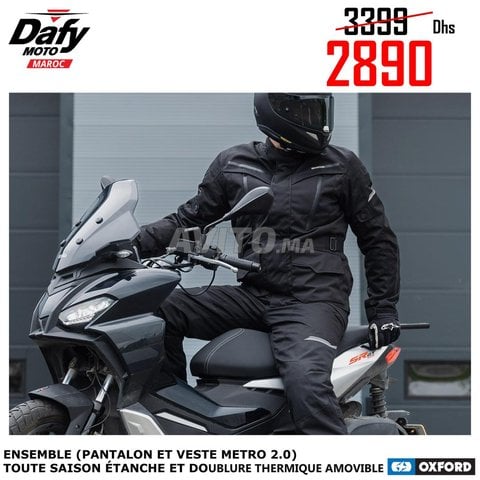 Dafy
MOTO
MAROC
3399 Dhs
2890
AVITO.ma
SR GT
ENSEMBLE (PANTALON ET VESTE METRO 2.0)
TOUTE SAISON ÉTANCHE ET DOUBLURE THERMIQUE AMOVIBLE OXFORD